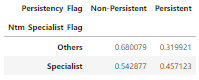 Persistency Flag Non-Persistent Persistent
Ntm Specialist Flag
Others 0.680079 0.319921
Specialist 0.542877 0.457123